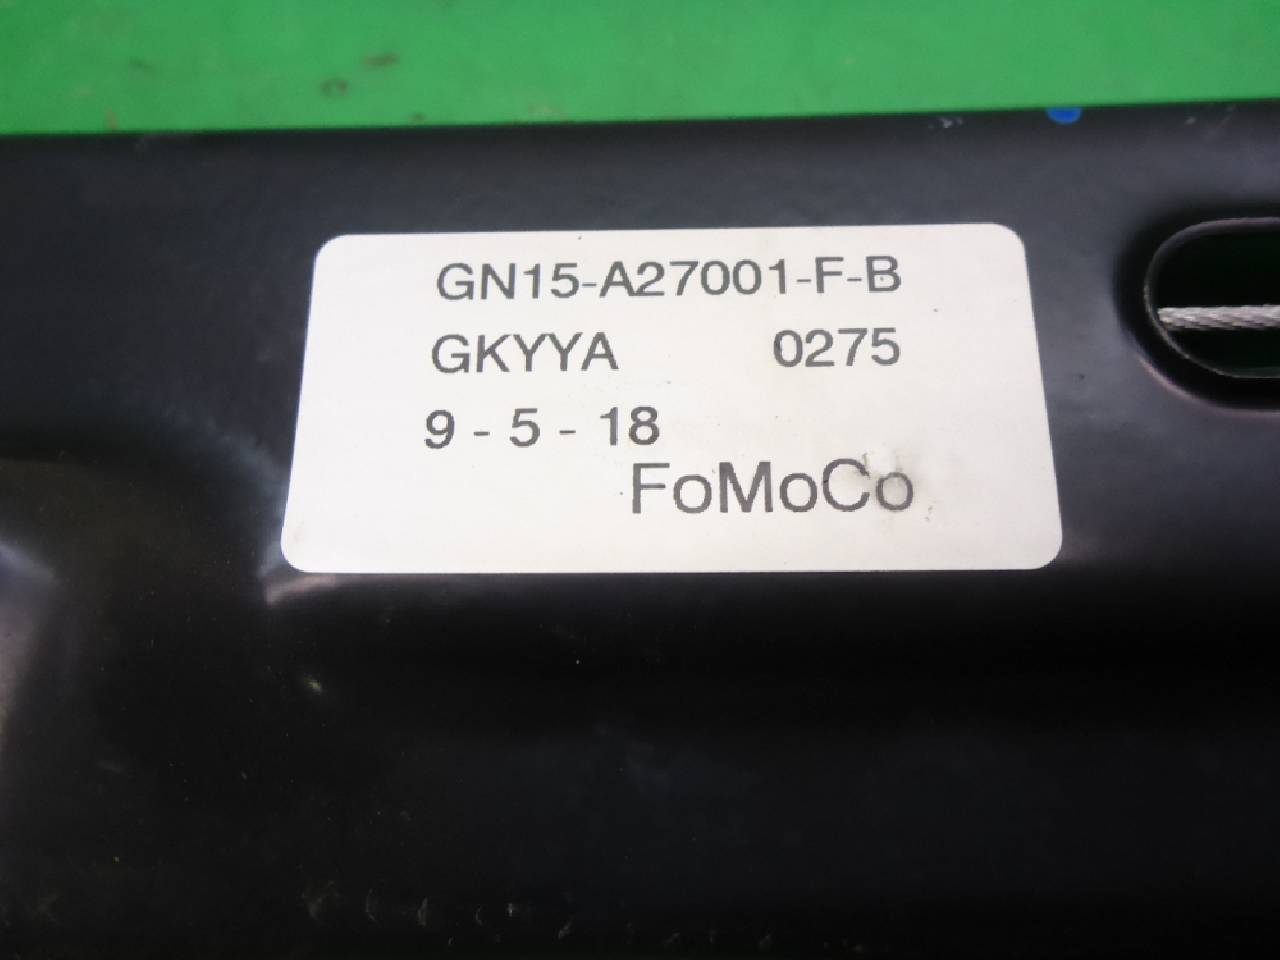 GN15-A27001-F-B
GKYYA 0275
9 - 5 - 18
FoMoCo